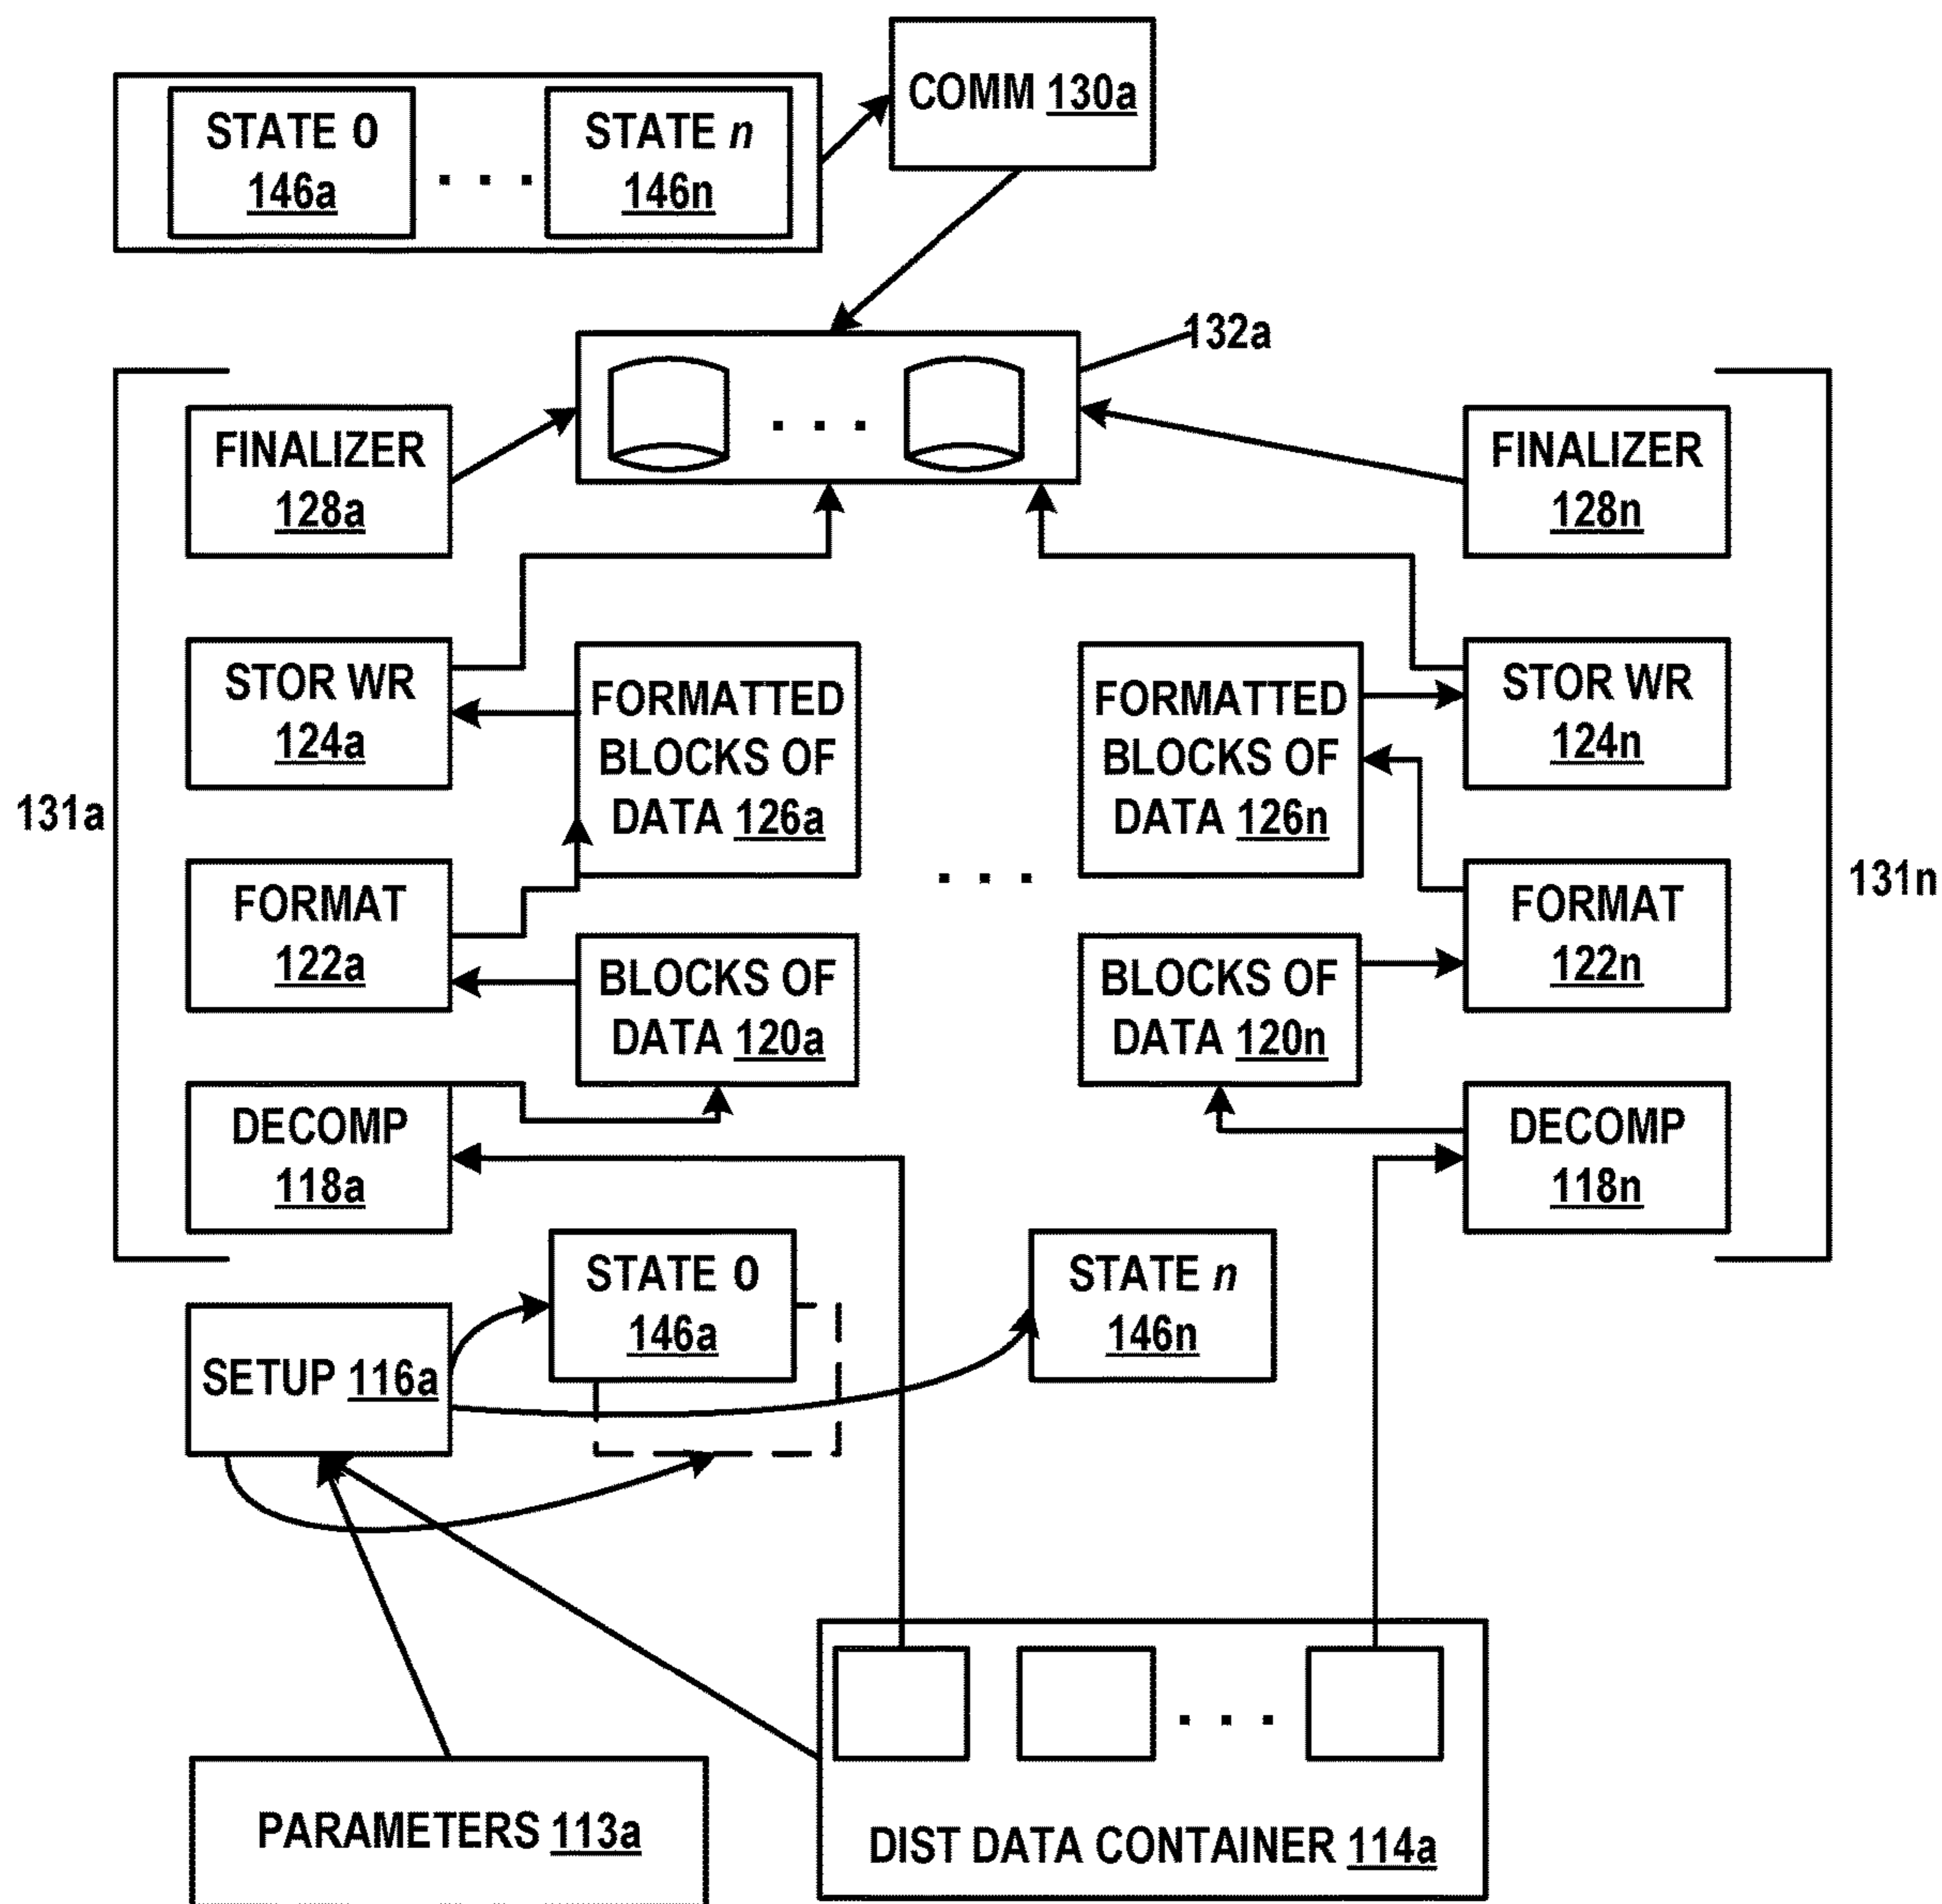 COMM 130a
STATE 0
146a
. . .
STATE n
146n
132a
FINALIZER
128a
. . .
FINALIZER
128n
STOR WR
124a
FORMATTED
BLOCKS OF
DATA 126a
FORMATTED
BLOCKS OF
DATA 126n
STOR WR
124n
131a
. . .
131n
FORMAT
122a
BLOCKS OF
DATA 120a
BLOCKS OF
DATA 120n
FORMAT
122n
DECOMP
118a
DECOMP
118n
STATE 0
146a
STATE n
146n
SETUP 116a
. . .
PARAMETERS 113a
DIST DATA CONTAINER 114a